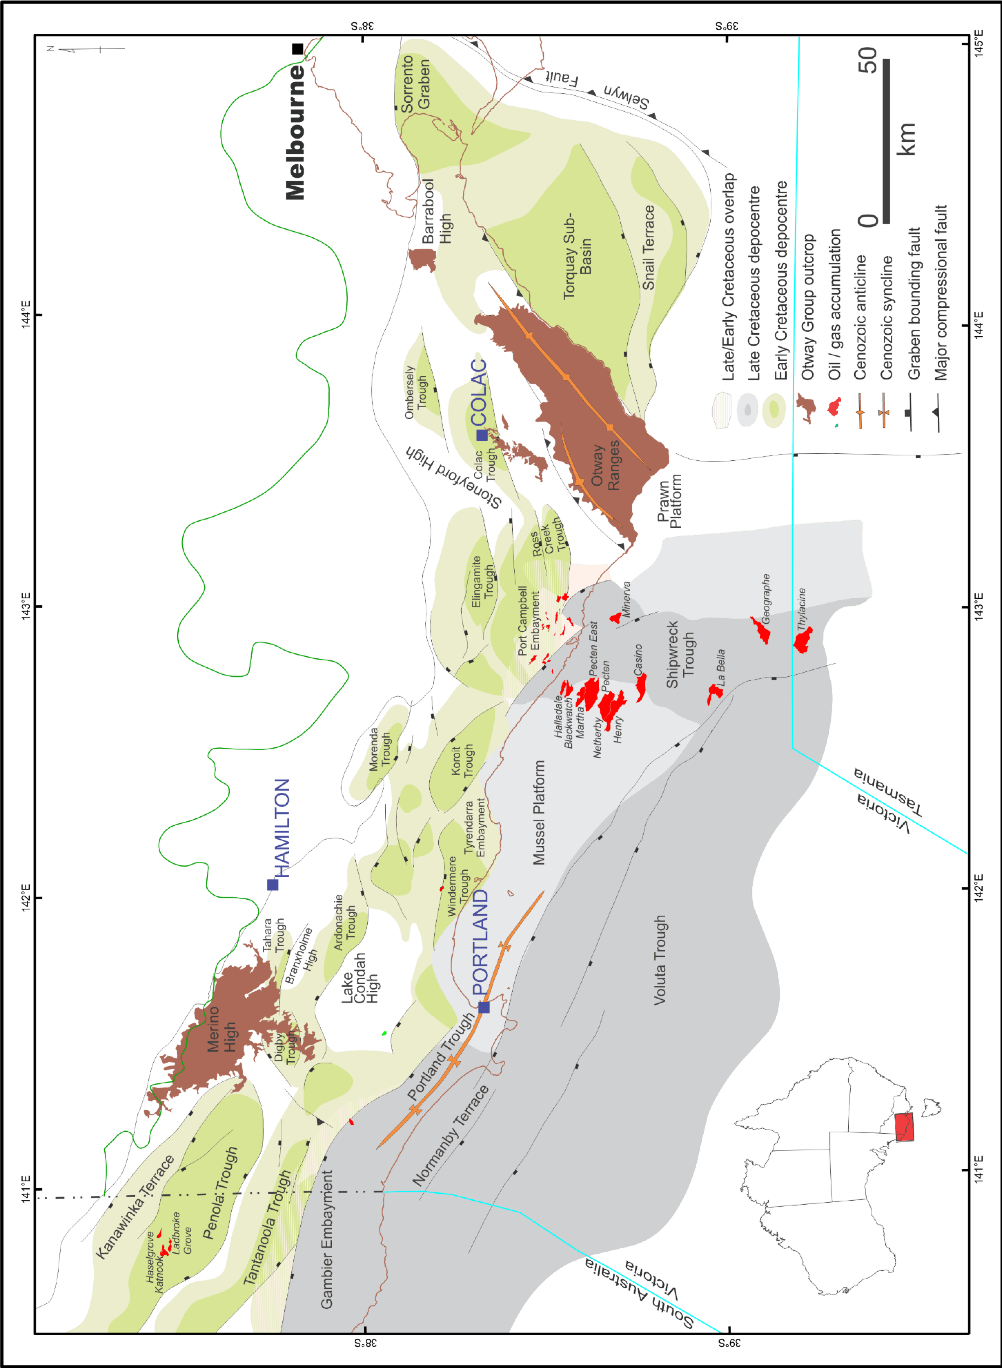 N
38°S
39°S
145°E
144°E
144°E
143°E
143°E
142°E
142°E
141°E
141°E
38°S
39°S
Melbourne
Sorrento
Graben
Selwyn
Fault
Barrabool
High
Torquay Sub-
Basin
Snail Terrace
Ombersely
Trough
COLAC
Colac
Trough
Stoneyford High
Otway
Ranges
Prawn
Platform
Elingamite
Trough
Ross
Creek
Trough
Port Campbell
Embayment
Minerva
Geographe
Thylacine
Pecten East
Pecten
Casino
Shipwreck
Trough
La Bella
Halladale
Blackwatch
Martha
Netherby
Henry
Morenda
Trough
Koroit
Trough
Mussel Platform
Tyrendarra
Embayment
Windermere
Trough
HAMILTON
PORTLAND
Tahara
Trough
Branxholme
High
Ardonachie
Trough
Lake
Condah
High
Merino
High
Digby
Trough
Voluta Trough
Portland Trough
Normanby Terrace
Kanawinka Terrace
Penola Trough
Haselgrove
Katnook
Ladbroke
Grove
Tantanoola Trough
Gambier Embayment
South Australia
Victoria
Victoria
Tasmania
0
50
km
Late/Early Cretaceous overlap
Late Cretaceous depocentre
Early Cretaceous depocentre
Otway Group outcrop
Oil / gas accumulation
Cenozoic anticline
Cenozoic syncline
Graben bounding fault
Major compressional fault